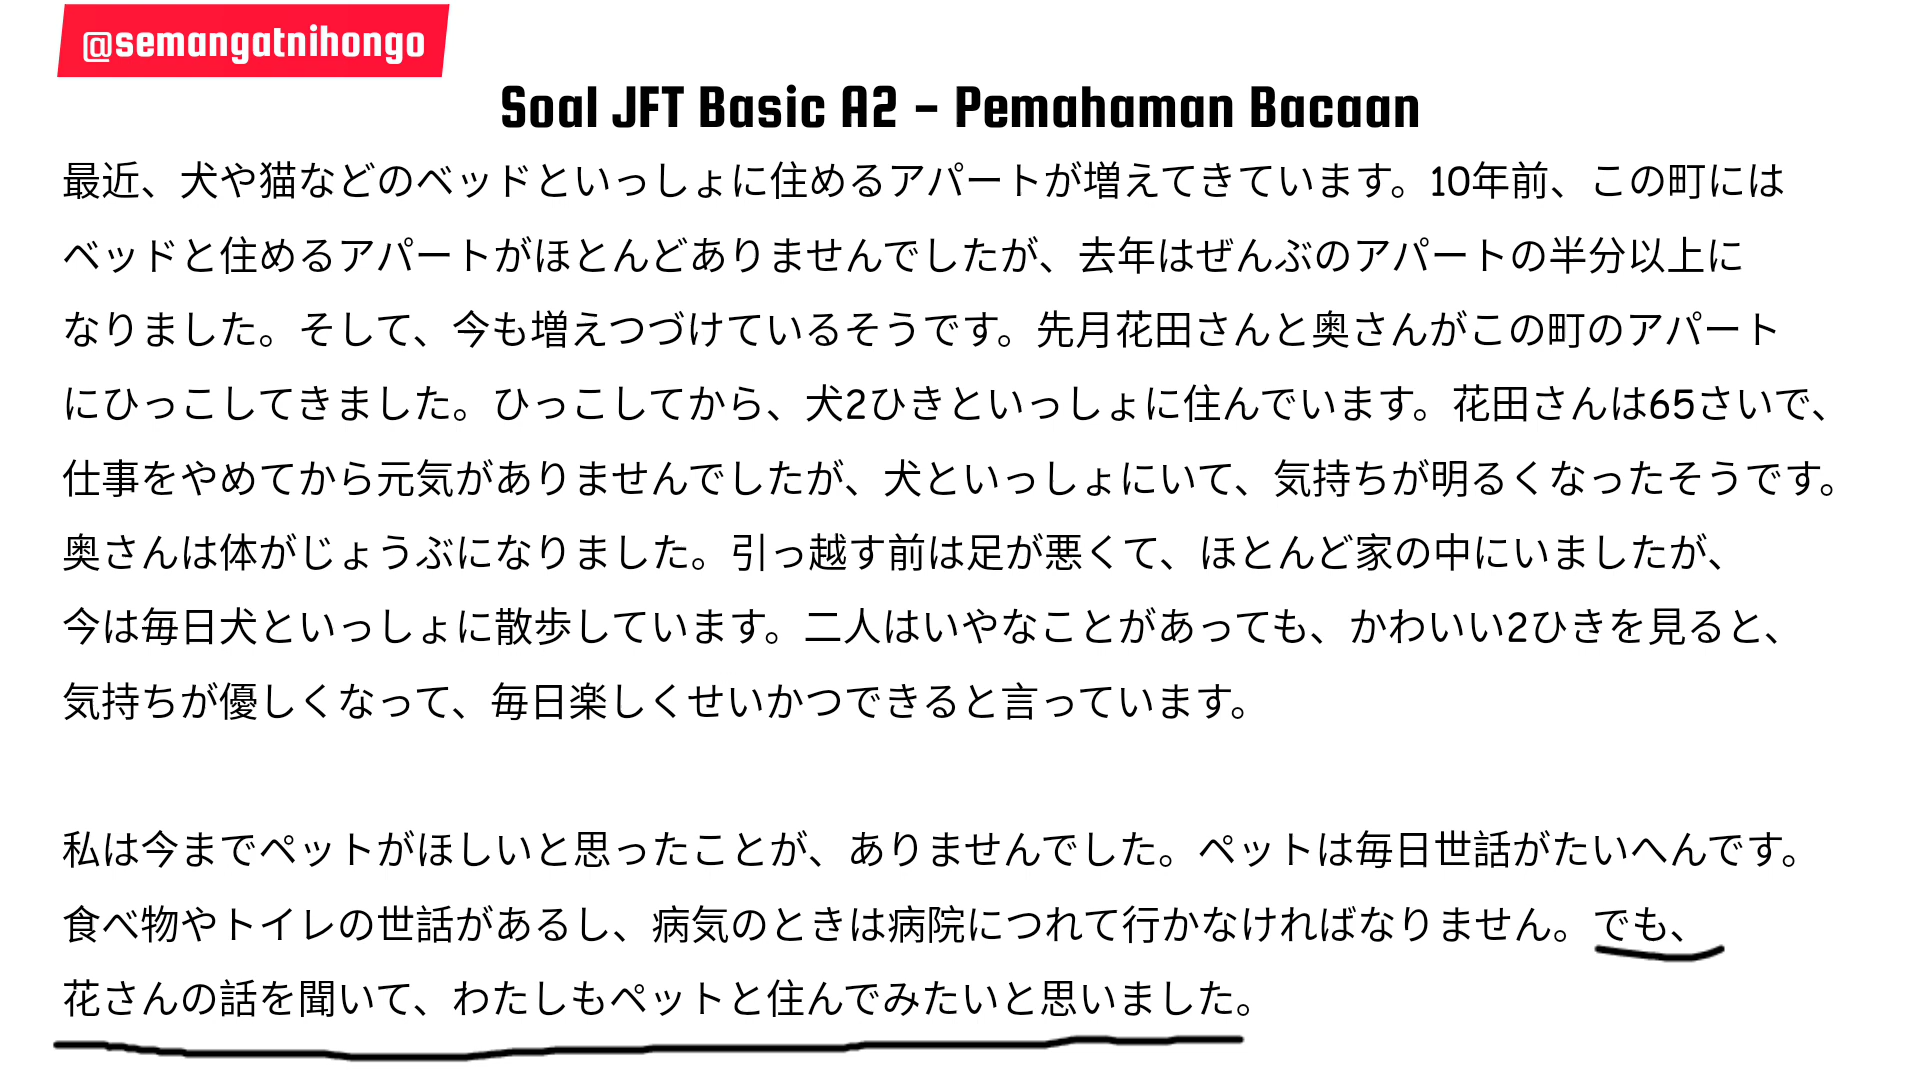 @semangatnihongo
Soal JFT Basic A2 – Pemahaman Bacaan
最近、犬や猫などのベッドといっしょに住めるアパートが増えてきています。10年前、この町には
ベッドと住めるアパートがほとんどありませんでしたが、去年はぜんぶのアパートの半分以上に
なりました。そして、今も増えつづけているそうです。先月花田さんと奥さんがこの町のアパート
にひっこしてきました。ひっこしてから、犬2ひきといっしょに住んでいます。花田さんは65さいで、
仕事をやめてから元気がありませんでしたが、犬といっしょにいて、気持ちが明るくなったそうです。
奥さんは体がじょうぶになりました。引っ越す前は足が悪くて、ほとんど家の中にいましたが、
今は毎日犬といっしょに散歩しています。二人はいやなことがあっても、かわいい2ひきを見ると、
気持ちが優しくなって、毎日楽しくせいかつできると言っています。
私は今までペットがほしいと思ったことが、ありませんでした。ペットは毎日世話がたいへんです。
食べ物やトイレの世話があるし、病気のときは病院につれて行かなければなりません。でも、
花さんの話を聞いて、わたしもペットと住んでみたいと思いました。